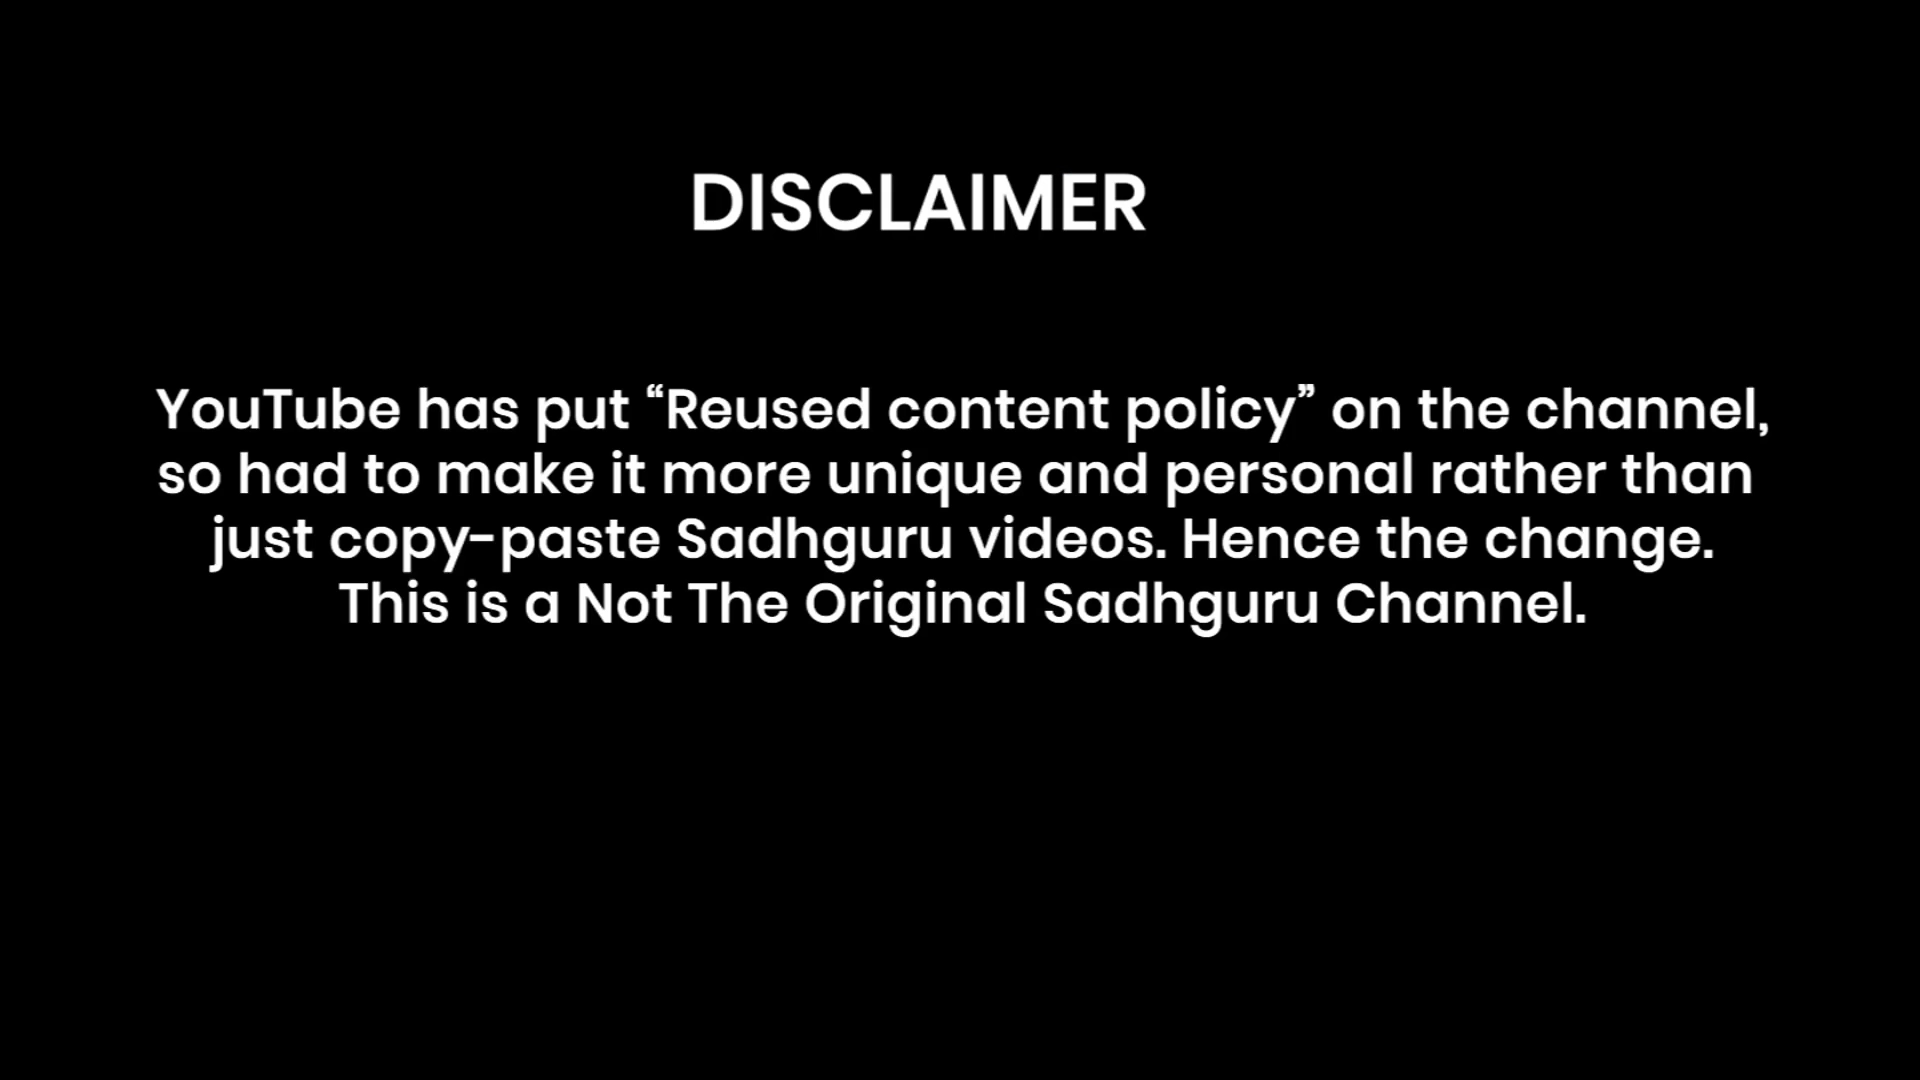 DISCLAIMER
YouTube has put “Reused content policy” on the channel,
so had to make it more unique and personal rather than
just copy-paste Sadhguru videos. Hence the change.
This is a Not The Original Sadhguru Channel.